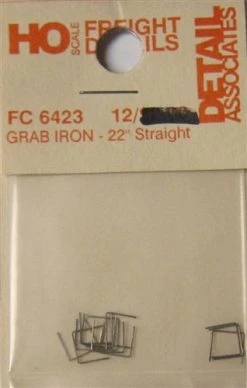 HO SCALE FREIGHT DETAILS
DETAIL ASSOCIATES
FC 6423 12/
GRAB IRON - 22" Straight